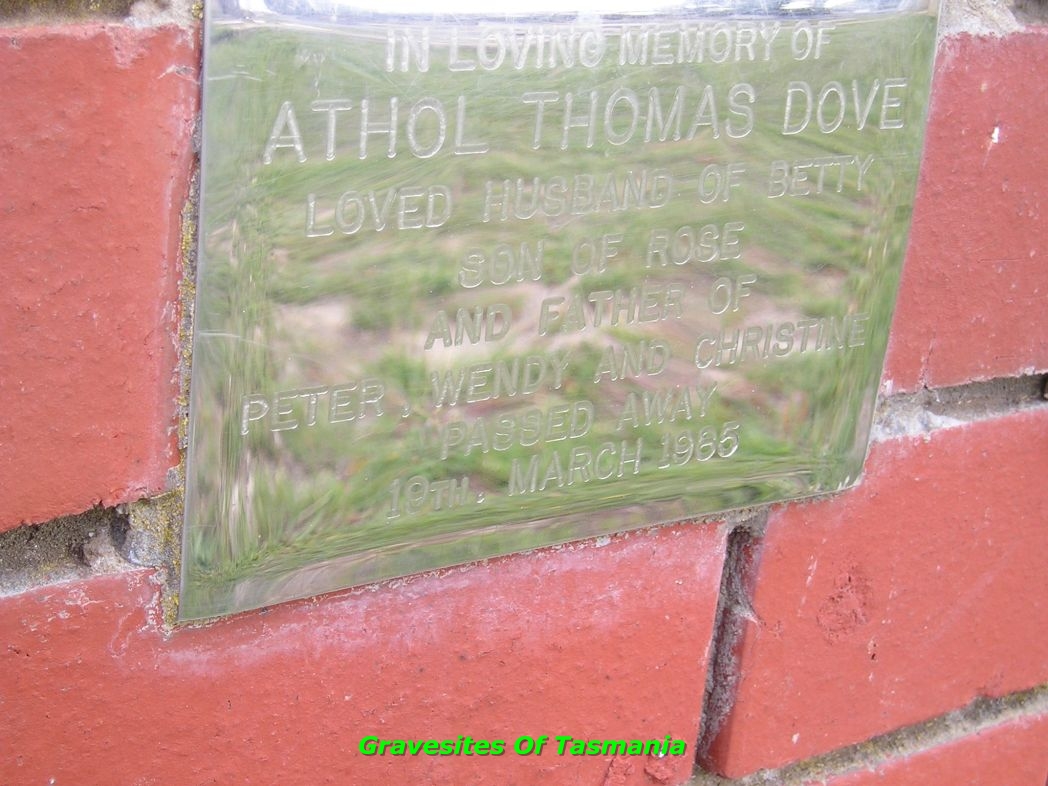 IN LOVING MEMORY OF
ATHOL THOMAS DOVE
LOVED HUSBAND OF BETTY
SON OF ROSE
AND FATHER OF
PETER, WENDY AND CHRISTINE
PASSED AWAY
19TH. MARCH 1985
Gravesites Of Tasmania